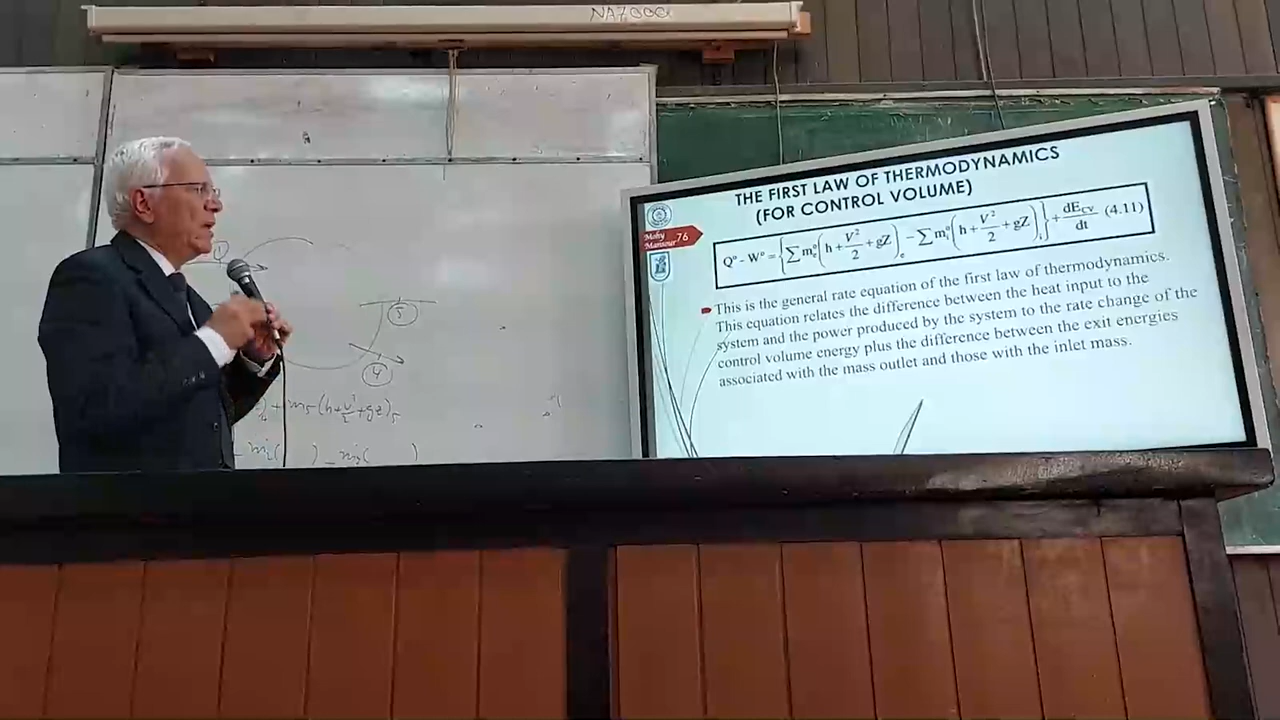 NA7000
THE FIRST LAW OF THERMODYNAMICS
(FOR CONTROL VOLUME)
Mohy
Mansour
76
Q° - W° = {∑ m°ₑ (h + V²/2 + gZ)ₑ - ∑ m°ᵢ (h + V²/2 + gZ)ᵢ} + dE_CV/dt (4.11)
This is the general rate equation of the first law of thermodynamics.
This equation relates the difference between the heat input to the
system and the power produced by the system to the rate change of the
control volume energy plus the difference between the exit energies
associated with the mass outlet and those with the inlet mass.
5
4
+ m5 (h+V²/2+gz)5